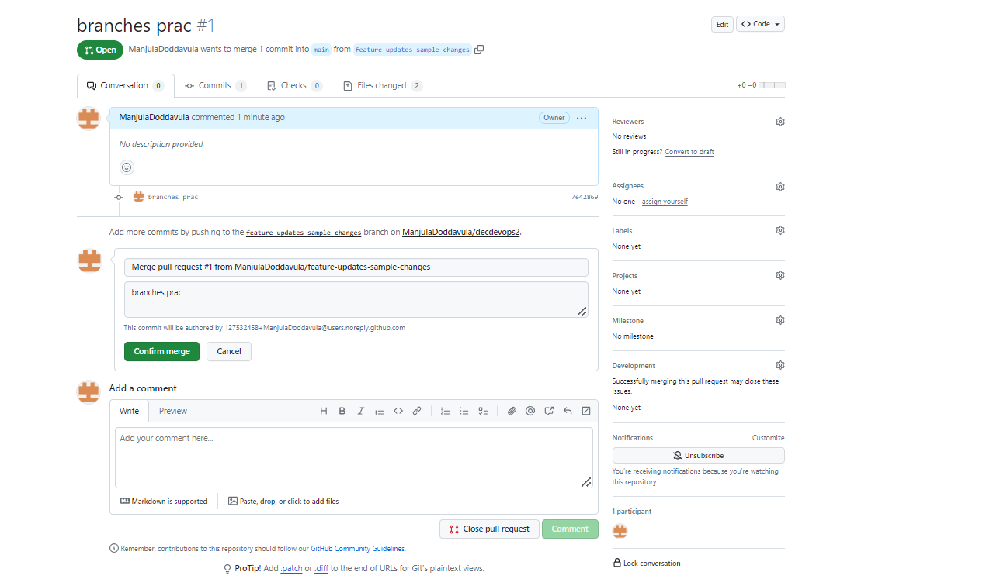 branches prac #1
Edit
<> Code
Open
ManjulaDoddavula wants to merge 1 commit into main from feature-updates-sample-changes
Conversation 0
Commits 1
Checks 0
Files changed 2
+0 −0
ManjulaDoddavula commented 1 minute ago
Owner
No description provided.
branches prac
7e42869
Add more commits by pushing to the feature-updates-sample-changes branch on ManjulaDoddavula/decdevops2.
Merge pull request #1 from ManjulaDoddavula/feature-updates-sample-changes
branches prac
This commit will be authored by 127532458+ManjulaDoddavula@users.noreply.github.com
Confirm merge
Cancel
Add a comment
Write
Preview
Add your comment here...
Markdown is supported
Paste, drop, or click to add files
Close pull request
Comment
Remember, contributions to this repository should follow our GitHub Community Guidelines.
ProTip! Add .patch or .diff to the end of URLs for Git's plaintext views.
Reviewers
No reviews
Still in progress? Convert to draft
Assignees
No one—assign yourself
Labels
None yet
Projects
None yet
Milestone
No milestone
Development
Successfully merging this pull request may close these
issues.
None yet
Notifications
Customize
Unsubscribe
You're receiving notifications because you're watching
this repository.
1 participant
Lock conversation